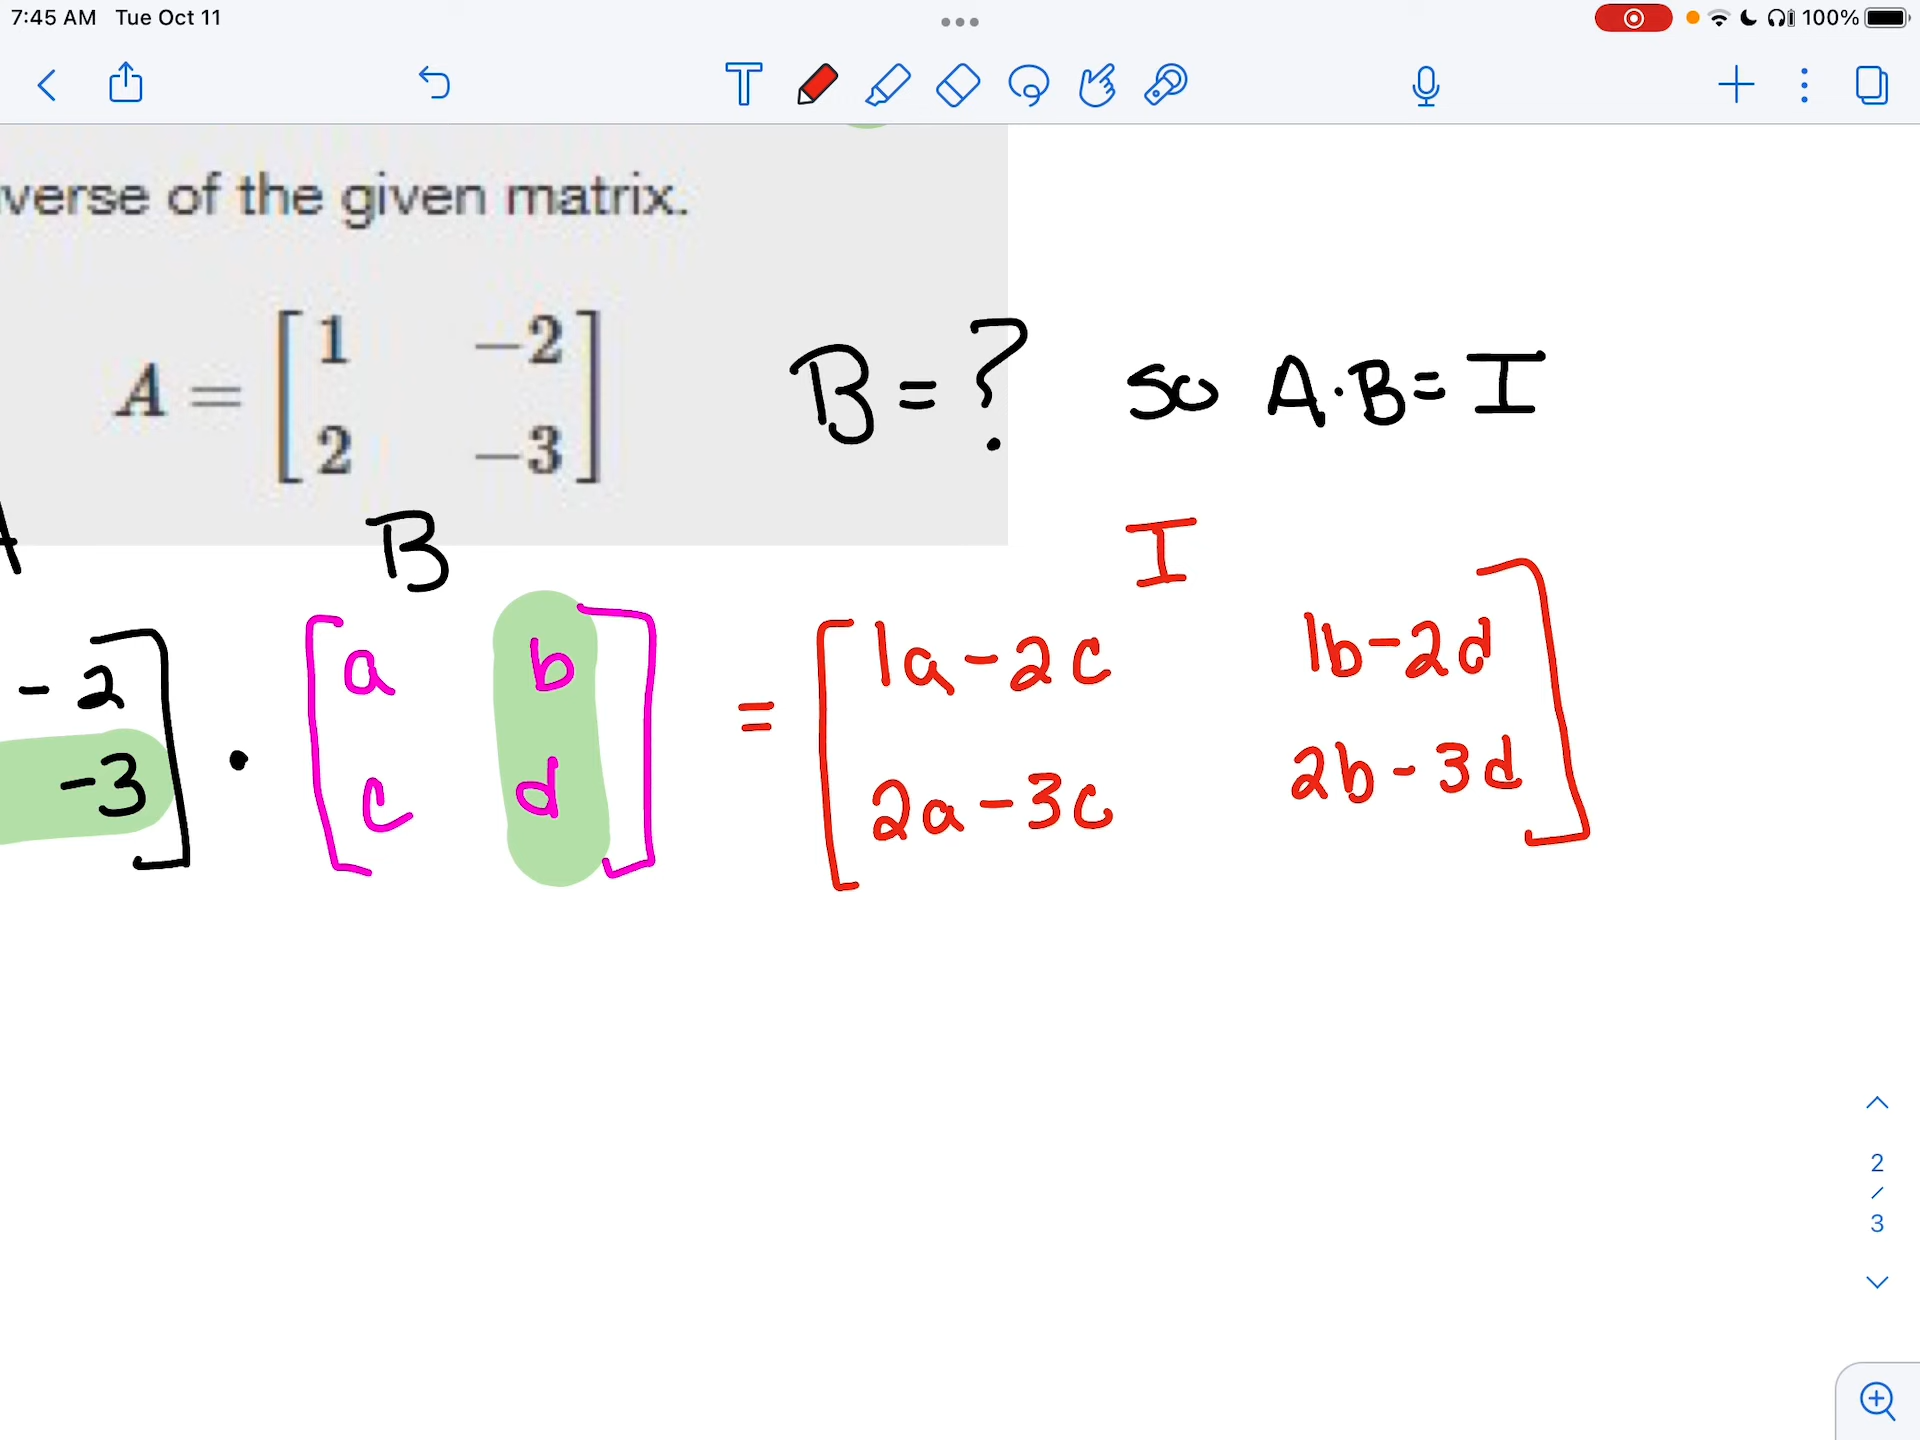 7:45 AM Tue Oct 11
100%
verse of the given matrix.
A = [1 −2
2 −3]
B = ? so A·B = I
B
I
-2] · [a b] = [1a-2c 1b-2d]
-3 c d 2a-3c 2b-3d
2
/
3